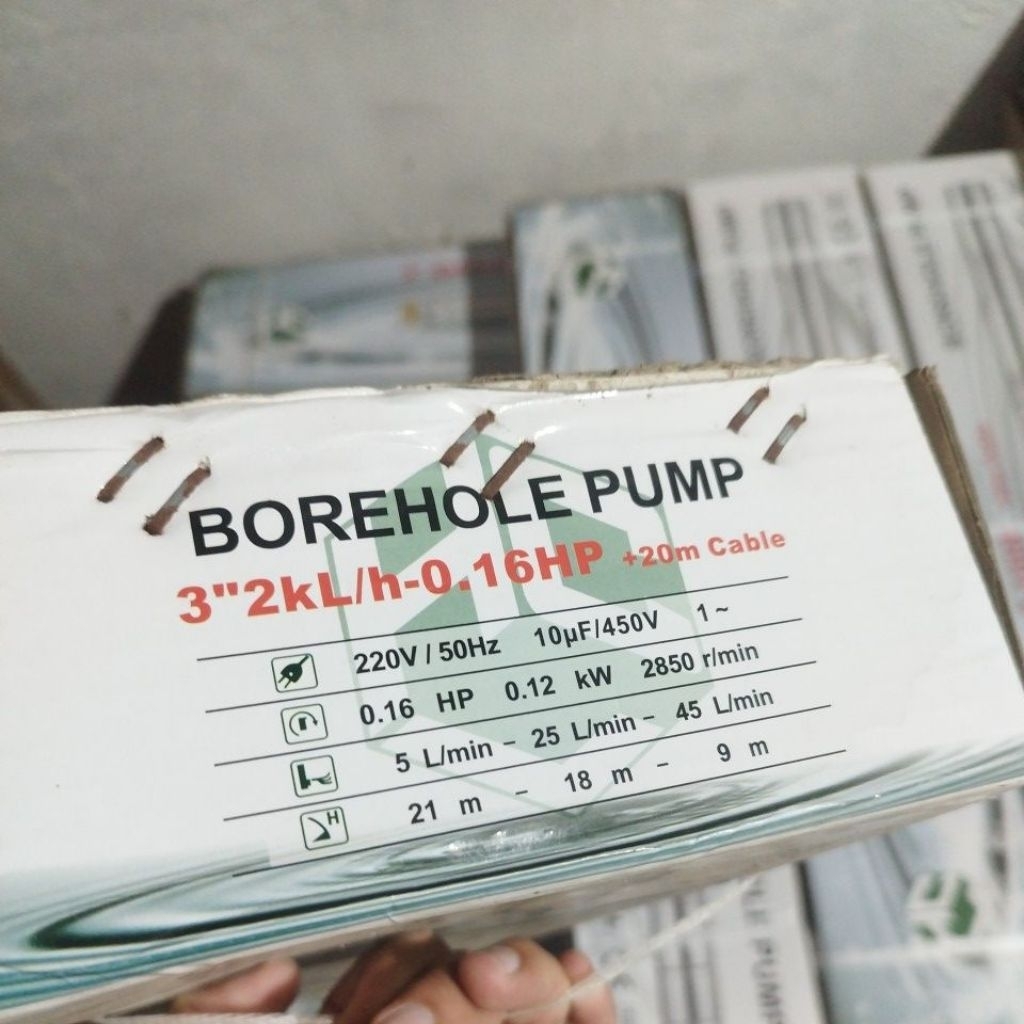 BOREHOLE PUMP
3"2kL/h-0.16HP +20m Cable
220V / 50Hz 10µF/450V 1~
0.16 HP 0.12 kW 2850 r/min
5 L/min - 25 L/min - 45 L/min
H 21 m - 18 m - 9 m
PUMP